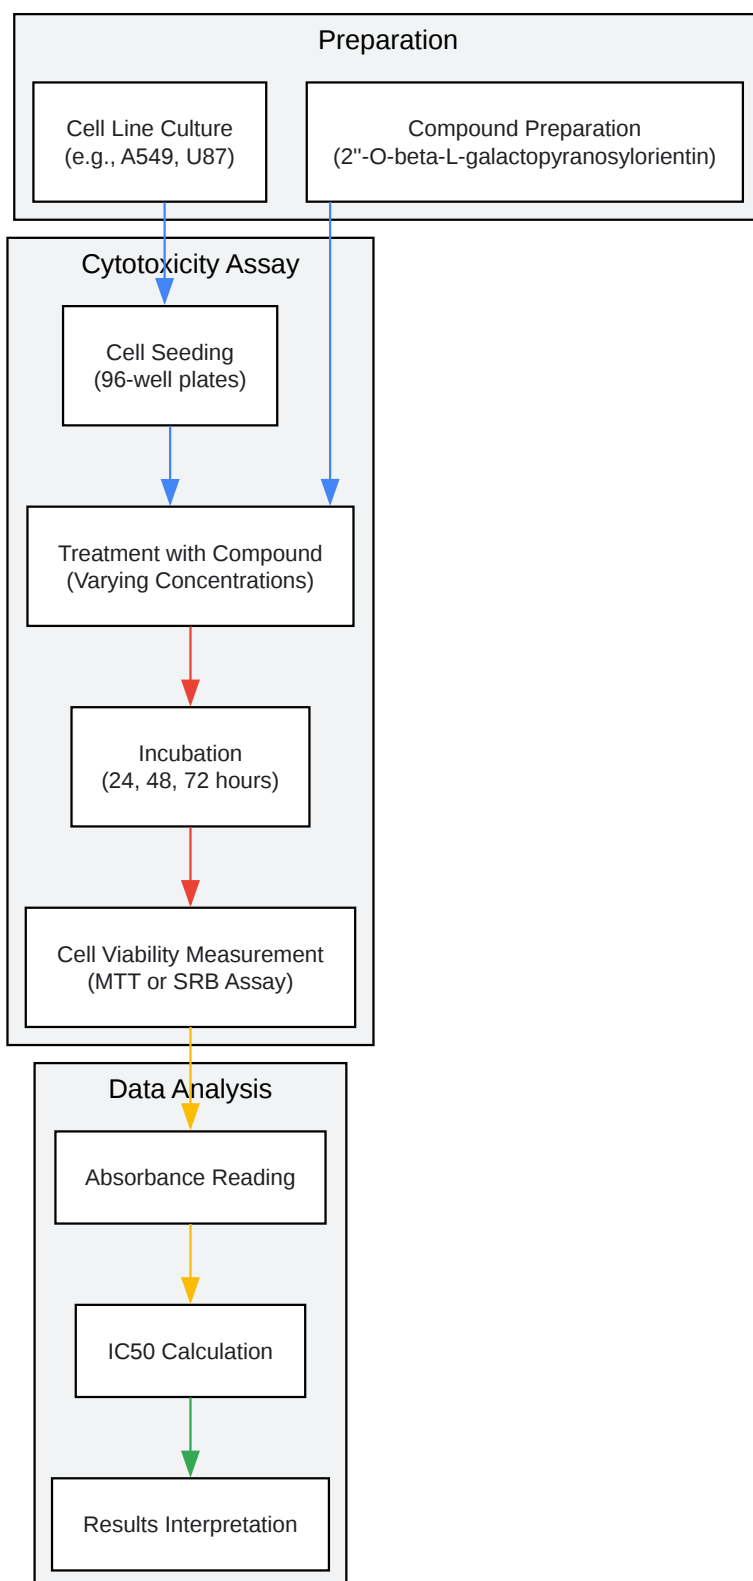 Preparation
Cell Line Culture
(e.g., A549, U87)
Compound Preparation
(2"-O-beta-L-galactopyranosylorientin)
Cytotoxicity Assay
Cell Seeding
(96-well plates)
Treatment with Compound
(Varying Concentrations)
Incubation
(24, 48, 72 hours)
Cell Viability Measurement
(MTT or SRB Assay)
Data Analysis
Absorbance Reading
IC50 Calculation
Results Interpretation